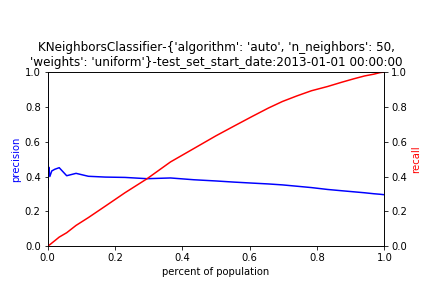 KNeighborsClassifier-{'algorithm': 'auto', 'n_neighbors': 50,
'weights': 'uniform'}-test_set_start_date:2013-01-01 00:00:00
1.0
0.8
0.6
0.4
0.2
0.0
precision
1.0
0.8
0.6
0.4
0.2
0.0
recall
0.0 0.2 0.4 0.6 0.8 1.0
percent of population